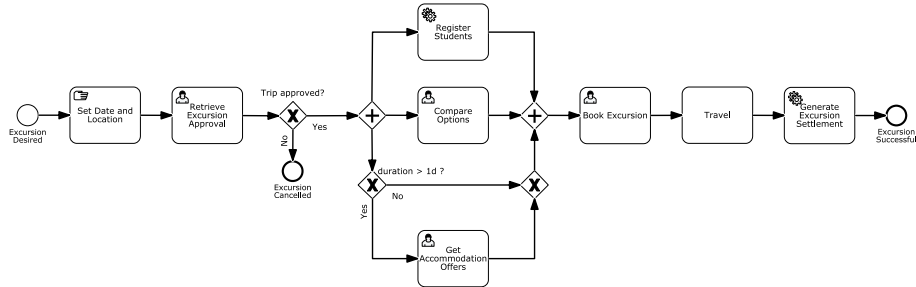 Register
Students
Trip approved?
Set Date and
Location
Retrieve
Excursion
Approval
Compare
Options
Book Excursion
Travel
Generate
Excursion
Settlement
Yes
Excursion
Desired
No
Excursion
Successful
duration > 1d ?
Excursion
Cancelled
No
Yes
Get
Accommodation
Offers